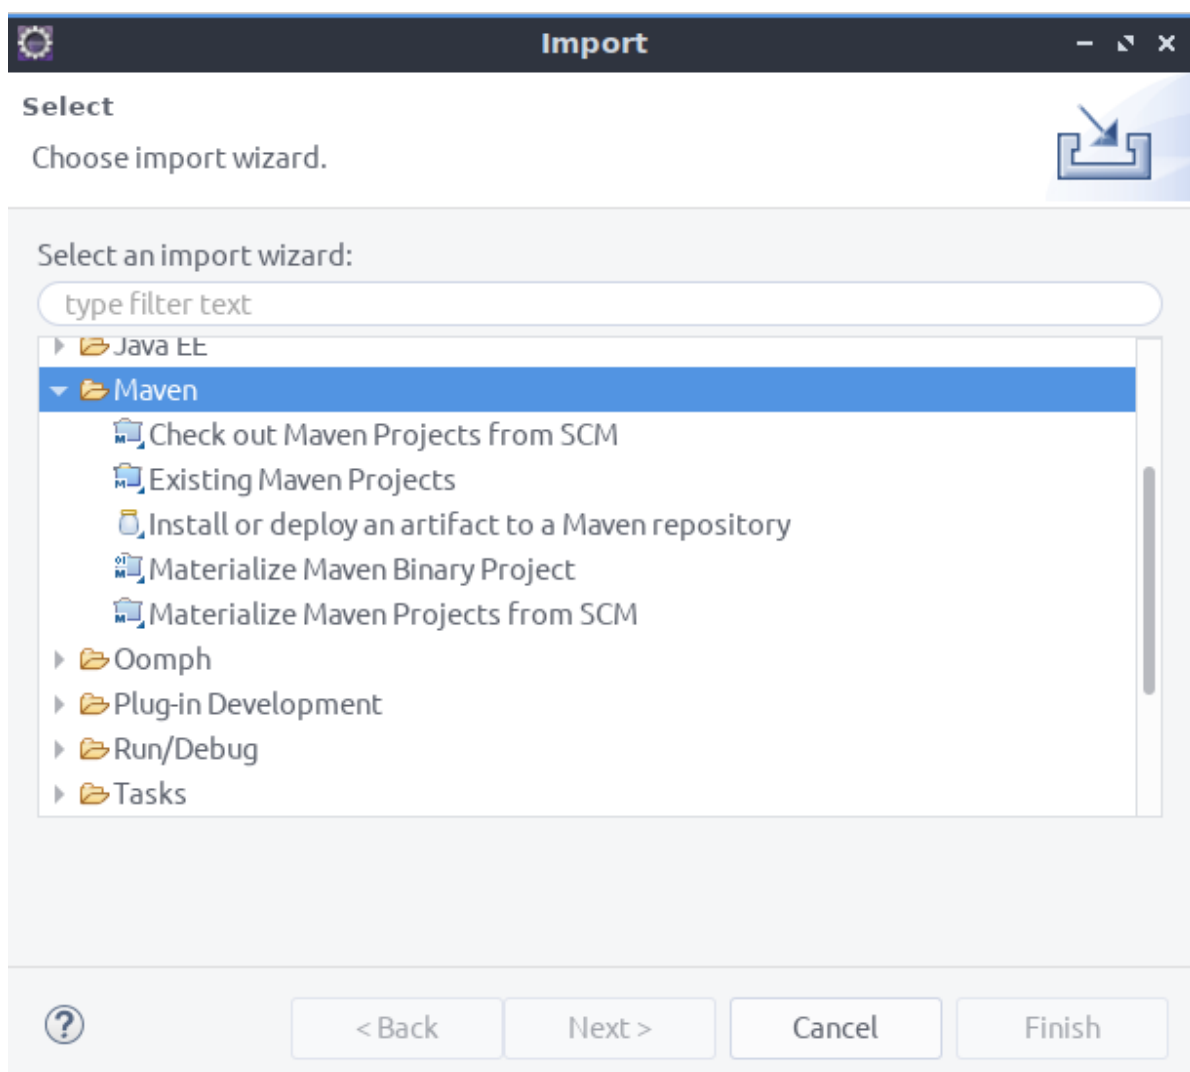 Import
Select
Choose import wizard.
Select an import wizard:
type filter text
Java EE
Maven
Check out Maven Projects from SCM
Existing Maven Projects
Install or deploy an artifact to a Maven repository
Materialize Maven Binary Project
Materialize Maven Projects from SCM
Oomph
Plug-in Development
Run/Debug
Tasks
? < Back Next > Cancel Finish